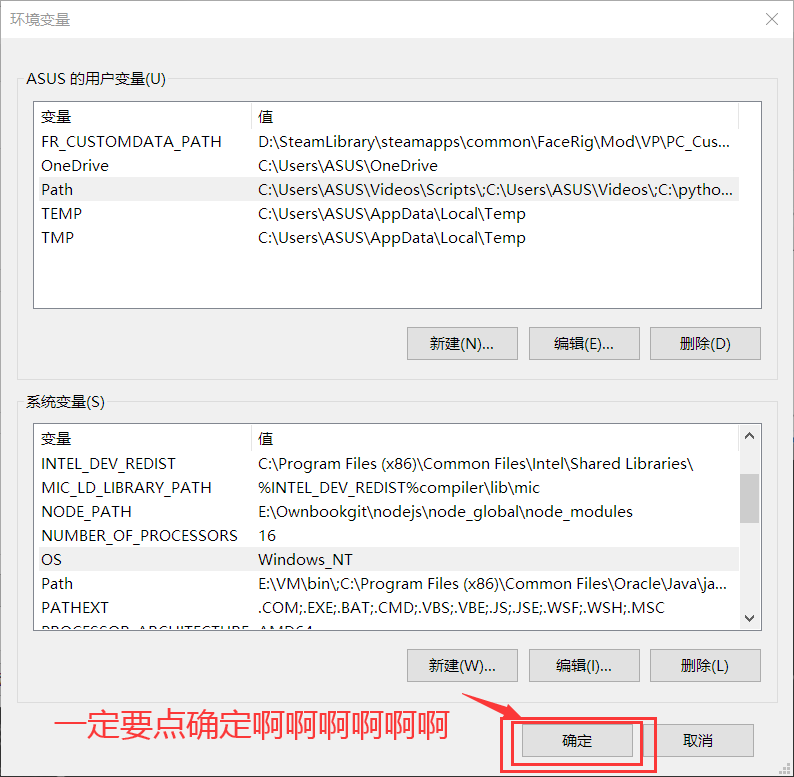 环境变量
ASUS 的用户变量(U)
变量 值
FR_CUSTOMDATA_PATH D:\SteamLibrary\steamapps\common\FaceRig\Mod\VP\PC_Cus...
OneDrive C:\Users\ASUS\OneDrive
Path C:\Users\ASUS\Videos\Scripts\;C:\Users\ASUS\Videos\;C:\pytho...
TEMP C:\Users\ASUS\AppData\Local\Temp
TMP C:\Users\ASUS\AppData\Local\Temp
新建(N)... 编辑(E)... 删除(D)
系统变量(S)
变量 值
INTEL_DEV_REDIST C:\Program Files (x86)\Common Files\Intel\Shared Libraries\
MIC_LD_LIBRARY_PATH %INTEL_DEV_REDIST%compiler\lib\mic
NODE_PATH E:\Ownbookgit\nodejs\node_global\node_modules
NUMBER_OF_PROCESSORS 16
OS Windows_NT
Path E:\VM\bin\;C:\Program Files (x86)\Common Files\Oracle\Java\ja...
PATHEXT .COM;.EXE;.BAT;.CMD;.VBS;.VBE;.JS;.JSE;.WSF;.WSH;.MSC
PROCESSOR_ARCHITECTURE AMD64
新建(W)... 编辑(I)... 删除(L)
一定要点确定啊啊啊啊啊啊
确定 取消